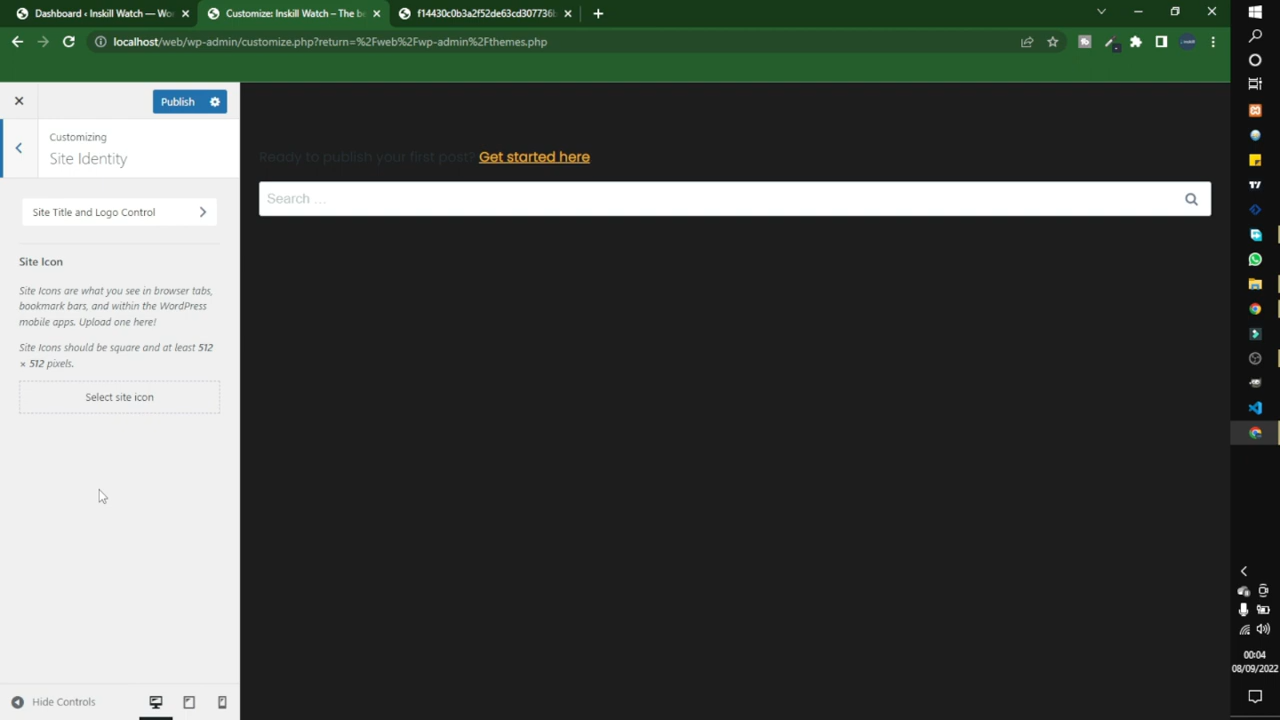 Dashboard ‹ Inskill Watch — Wo
Customize: Inskill Watch – The b
f14430c0b3a2f52de63cd307736b
localhost/web/wp-admin/customize.php?return=%2Fweb%2Fwp-admin%2Fthemes.php
Publish
Customizing
Site Identity
Site Title and Logo Control
Site Icon
Site Icons are what you see in browser tabs,
bookmark bars, and within the WordPress
mobile apps. Upload one here!
Site Icons should be square and at least 512
× 512 pixels.
Select site icon
Hide Controls
Ready to publish your first post? Get started here
Search …
00:04
08/09/2022